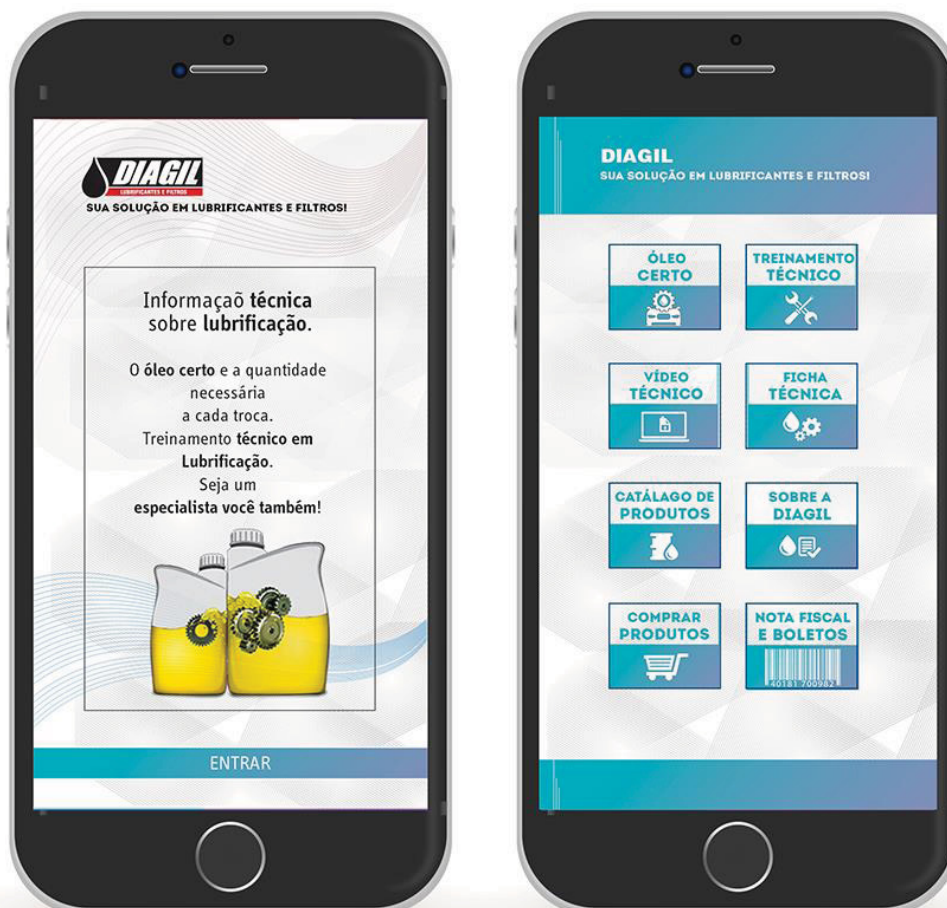 DIAGIL
LUBRIFICANTES E FILTROS
SUA SOLUÇÃO EM LUBRIFICANTES E FILTROS!
Informaçaõ técnica
sobre lubrificação.
O óleo certo e a quantidade
necessária
a cada troca.
Treinamento técnico em
Lubrificação.
Seja um
especialista você também!
ENTRAR
DIAGIL
SUA SOLUÇÃO EM LUBRIFICANTES E FILTROS!
ÓLEO
CERTO
TREINAMENTO
TÉCNICO
VÍDEO
TÉCNICO
FICHA
TÉCNICA
CATÁLAGO DE
PRODUTOS
SOBRE A
DIAGIL
COMPRAR
PRODUTOS
NOTA FISCAL
E BOLETOS
40181 700982